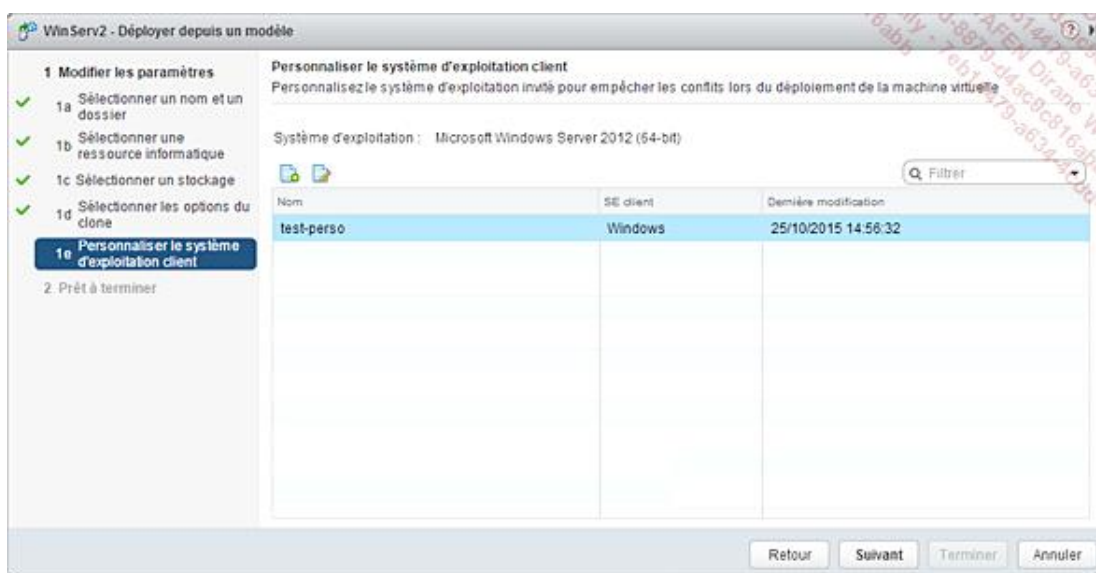 WinServ2 - Déployer depuis un modèle
1 Modifier les paramètres
1a Sélectionner un nom et un
dossier
1b Sélectionner une
ressource informatique
1c Sélectionner un stockage
1d Sélectionner les options du
clone
1e Personnaliser le système
d'exploitation client
2 Prêt à terminer
Personnaliser le système d'exploitation client
Personnalisez le système d'exploitation invité pour empêcher les conflits lors du déploiement de la machine virtuelle
Système d'exploitation : Microsoft Windows Server 2012 (64-bit)
Filtrer
Nom SE client Dernière modification
test-perso Windows 25/10/2015 14:56:32
Retour Suivant Terminer Annuler